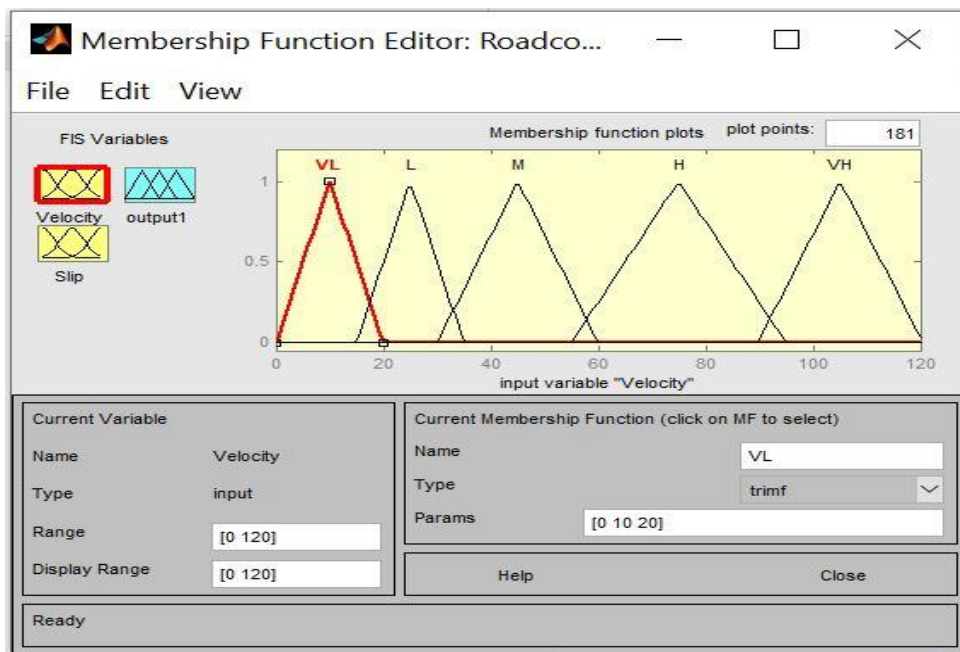 Membership Function Editor: Roadco...
File Edit View
FIS Variables
Velocity
output1
Slip
Membership function plots
plot points:
181
VL L M H VH
1
0.5
0
0 20 40 60 80 100 120
input variable "Velocity"
Current Variable
Name Velocity
Type input
Range [0 120]
Display Range [0 120]
Current Membership Function (click on MF to select)
Name VL
Type trimf
Params [0 10 20]
Help Close
Ready